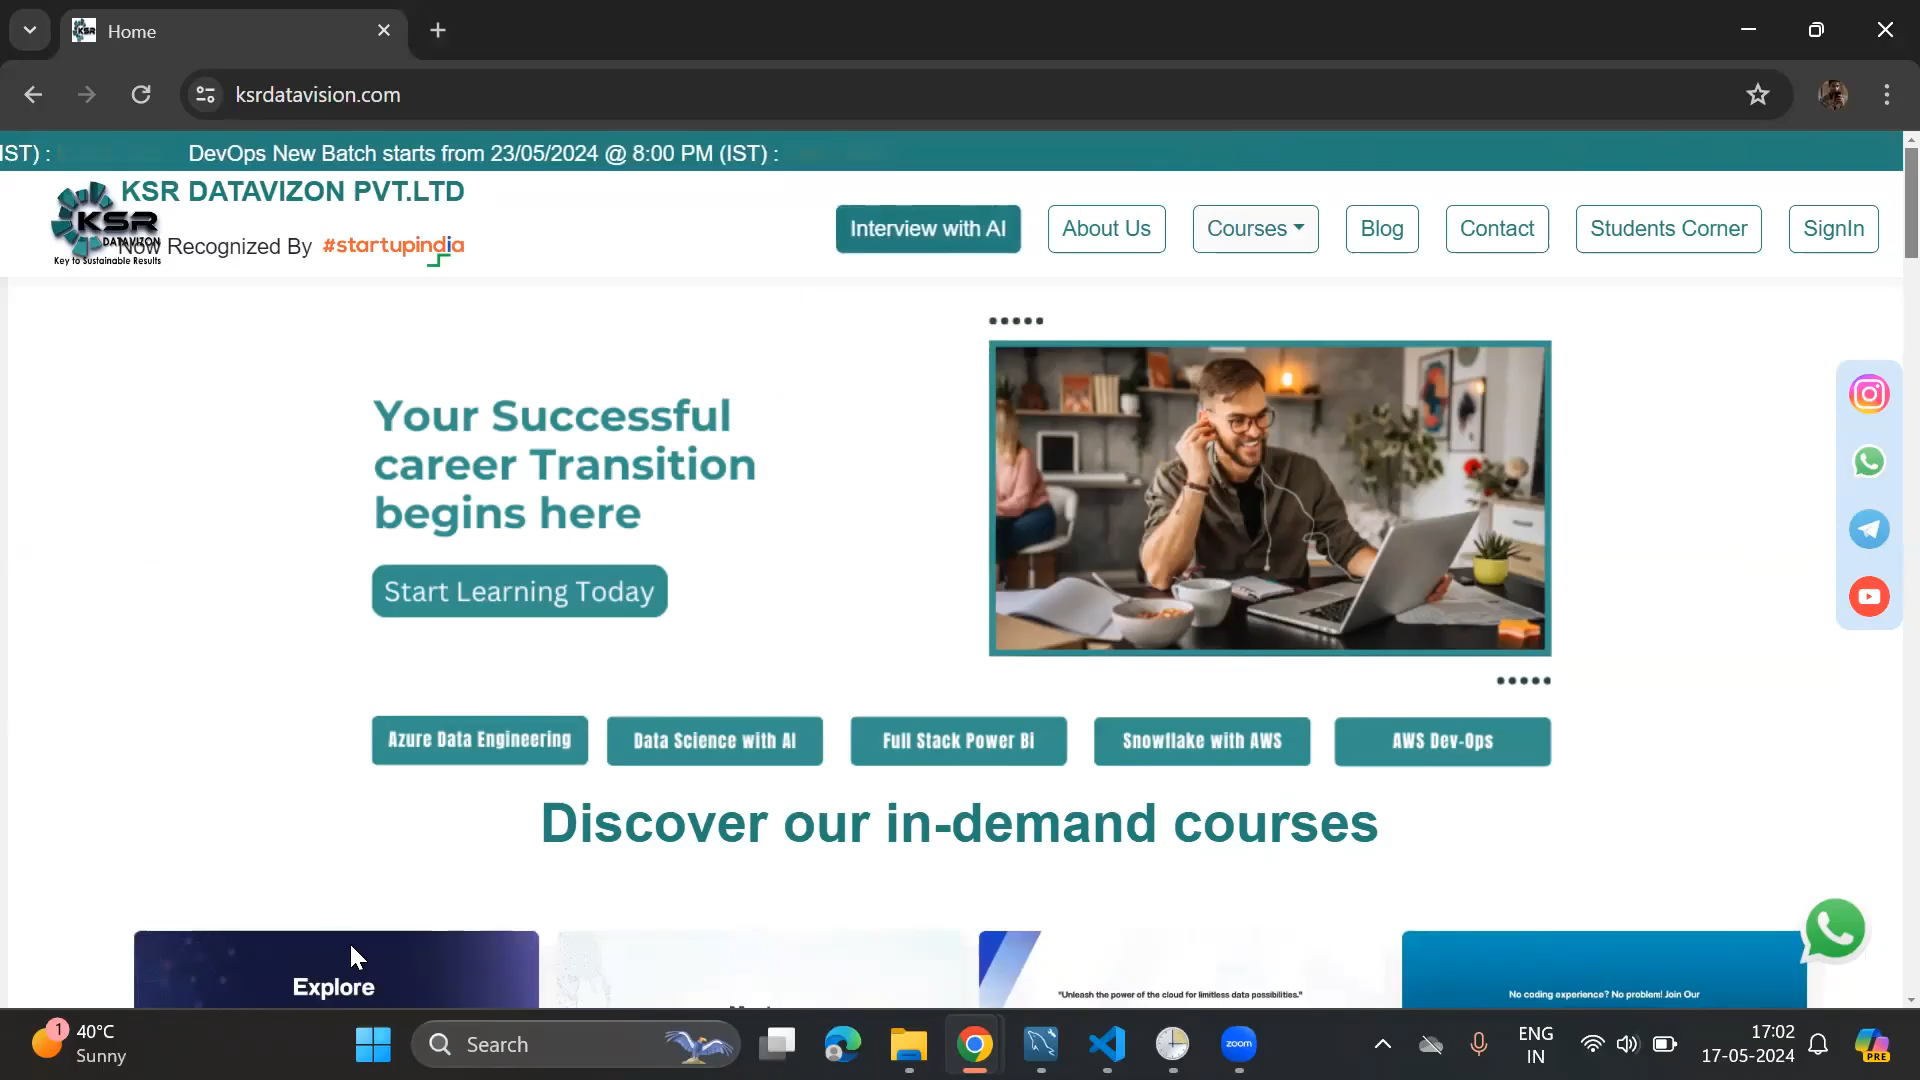 Home
ksrdatavision.com
IST) : DevOps New Batch starts from 23/05/2024 @ 8:00 PM (IST) :
KSR DATAVIZON PVT.LTD
KSR
DATAVIZON
Key to Sustainable Results
Now Recognized By #startupindia
Interview with AI
About Us
Courses
Blog
Contact
Students Corner
SignIn
Your Successful
career Transition
begins here
Start Learning Today
Azure Data Engineering
Data Science with AI
Full Stack Power Bi
Snowflake with AWS
AWS Dev-Ops
Discover our in-demand courses
Explore
"Unleash the power of the cloud for limitless data possibilities."
No coding experience? No problem! Join Our
1
40°C
Sunny
Search
zoom
PRE
ENG
IN
17:02
17-05-2024